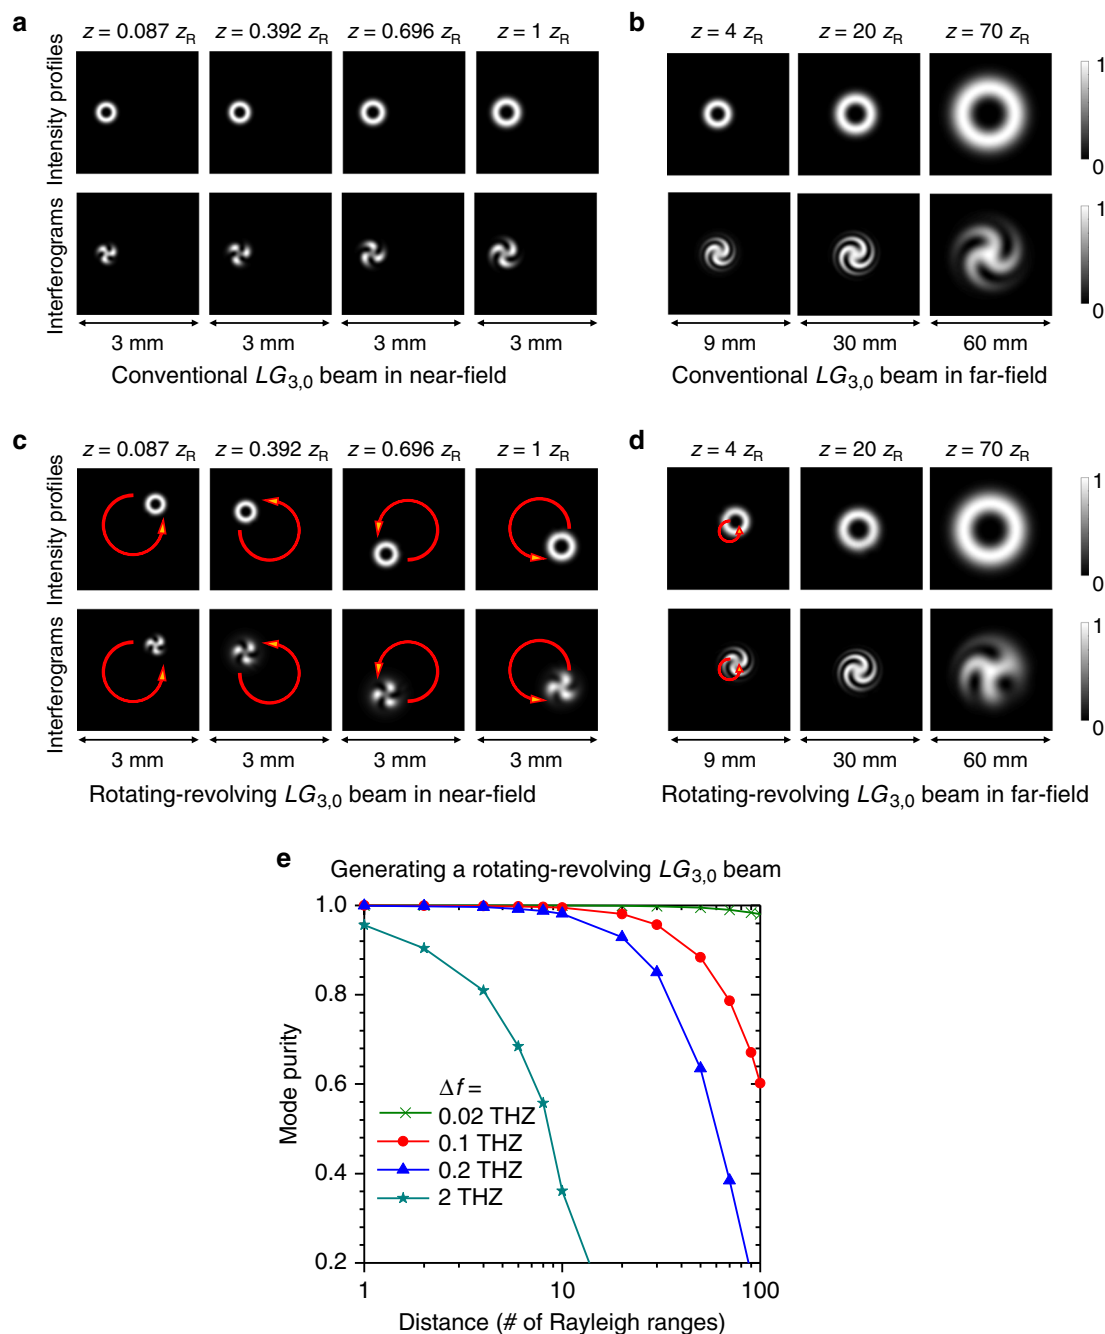 a
z = 0.087 zR z = 0.392 zR z = 0.696 zR z = 1 zR
Intensity profiles
Interferograms
3 mm 3 mm 3 mm 3 mm
Conventional LG3,0 beam in near-field
b
z = 4 zR z = 20 zR z = 70 zR
1
0
1
0
9 mm 30 mm 60 mm
Conventional LG3,0 beam in far-field
c
z = 0.087 zR z = 0.392 zR z = 0.696 zR z = 1 zR
Intensity profiles
Interferograms
3 mm 3 mm 3 mm 3 mm
Rotating-revolving LG3,0 beam in near-field
d
z = 4 zR z = 20 zR z = 70 zR
1
0
1
0
9 mm 30 mm 60 mm
Rotating-revolving LG3,0 beam in far-field
e
Generating a rotating-revolving LG3,0 beam
Mode purity
1.0
0.8
0.6
0.4
0.2
Δf =
0.02 THZ
0.1 THZ
0.2 THZ
2 THZ
1 10 100
Distance (# of Rayleigh ranges)